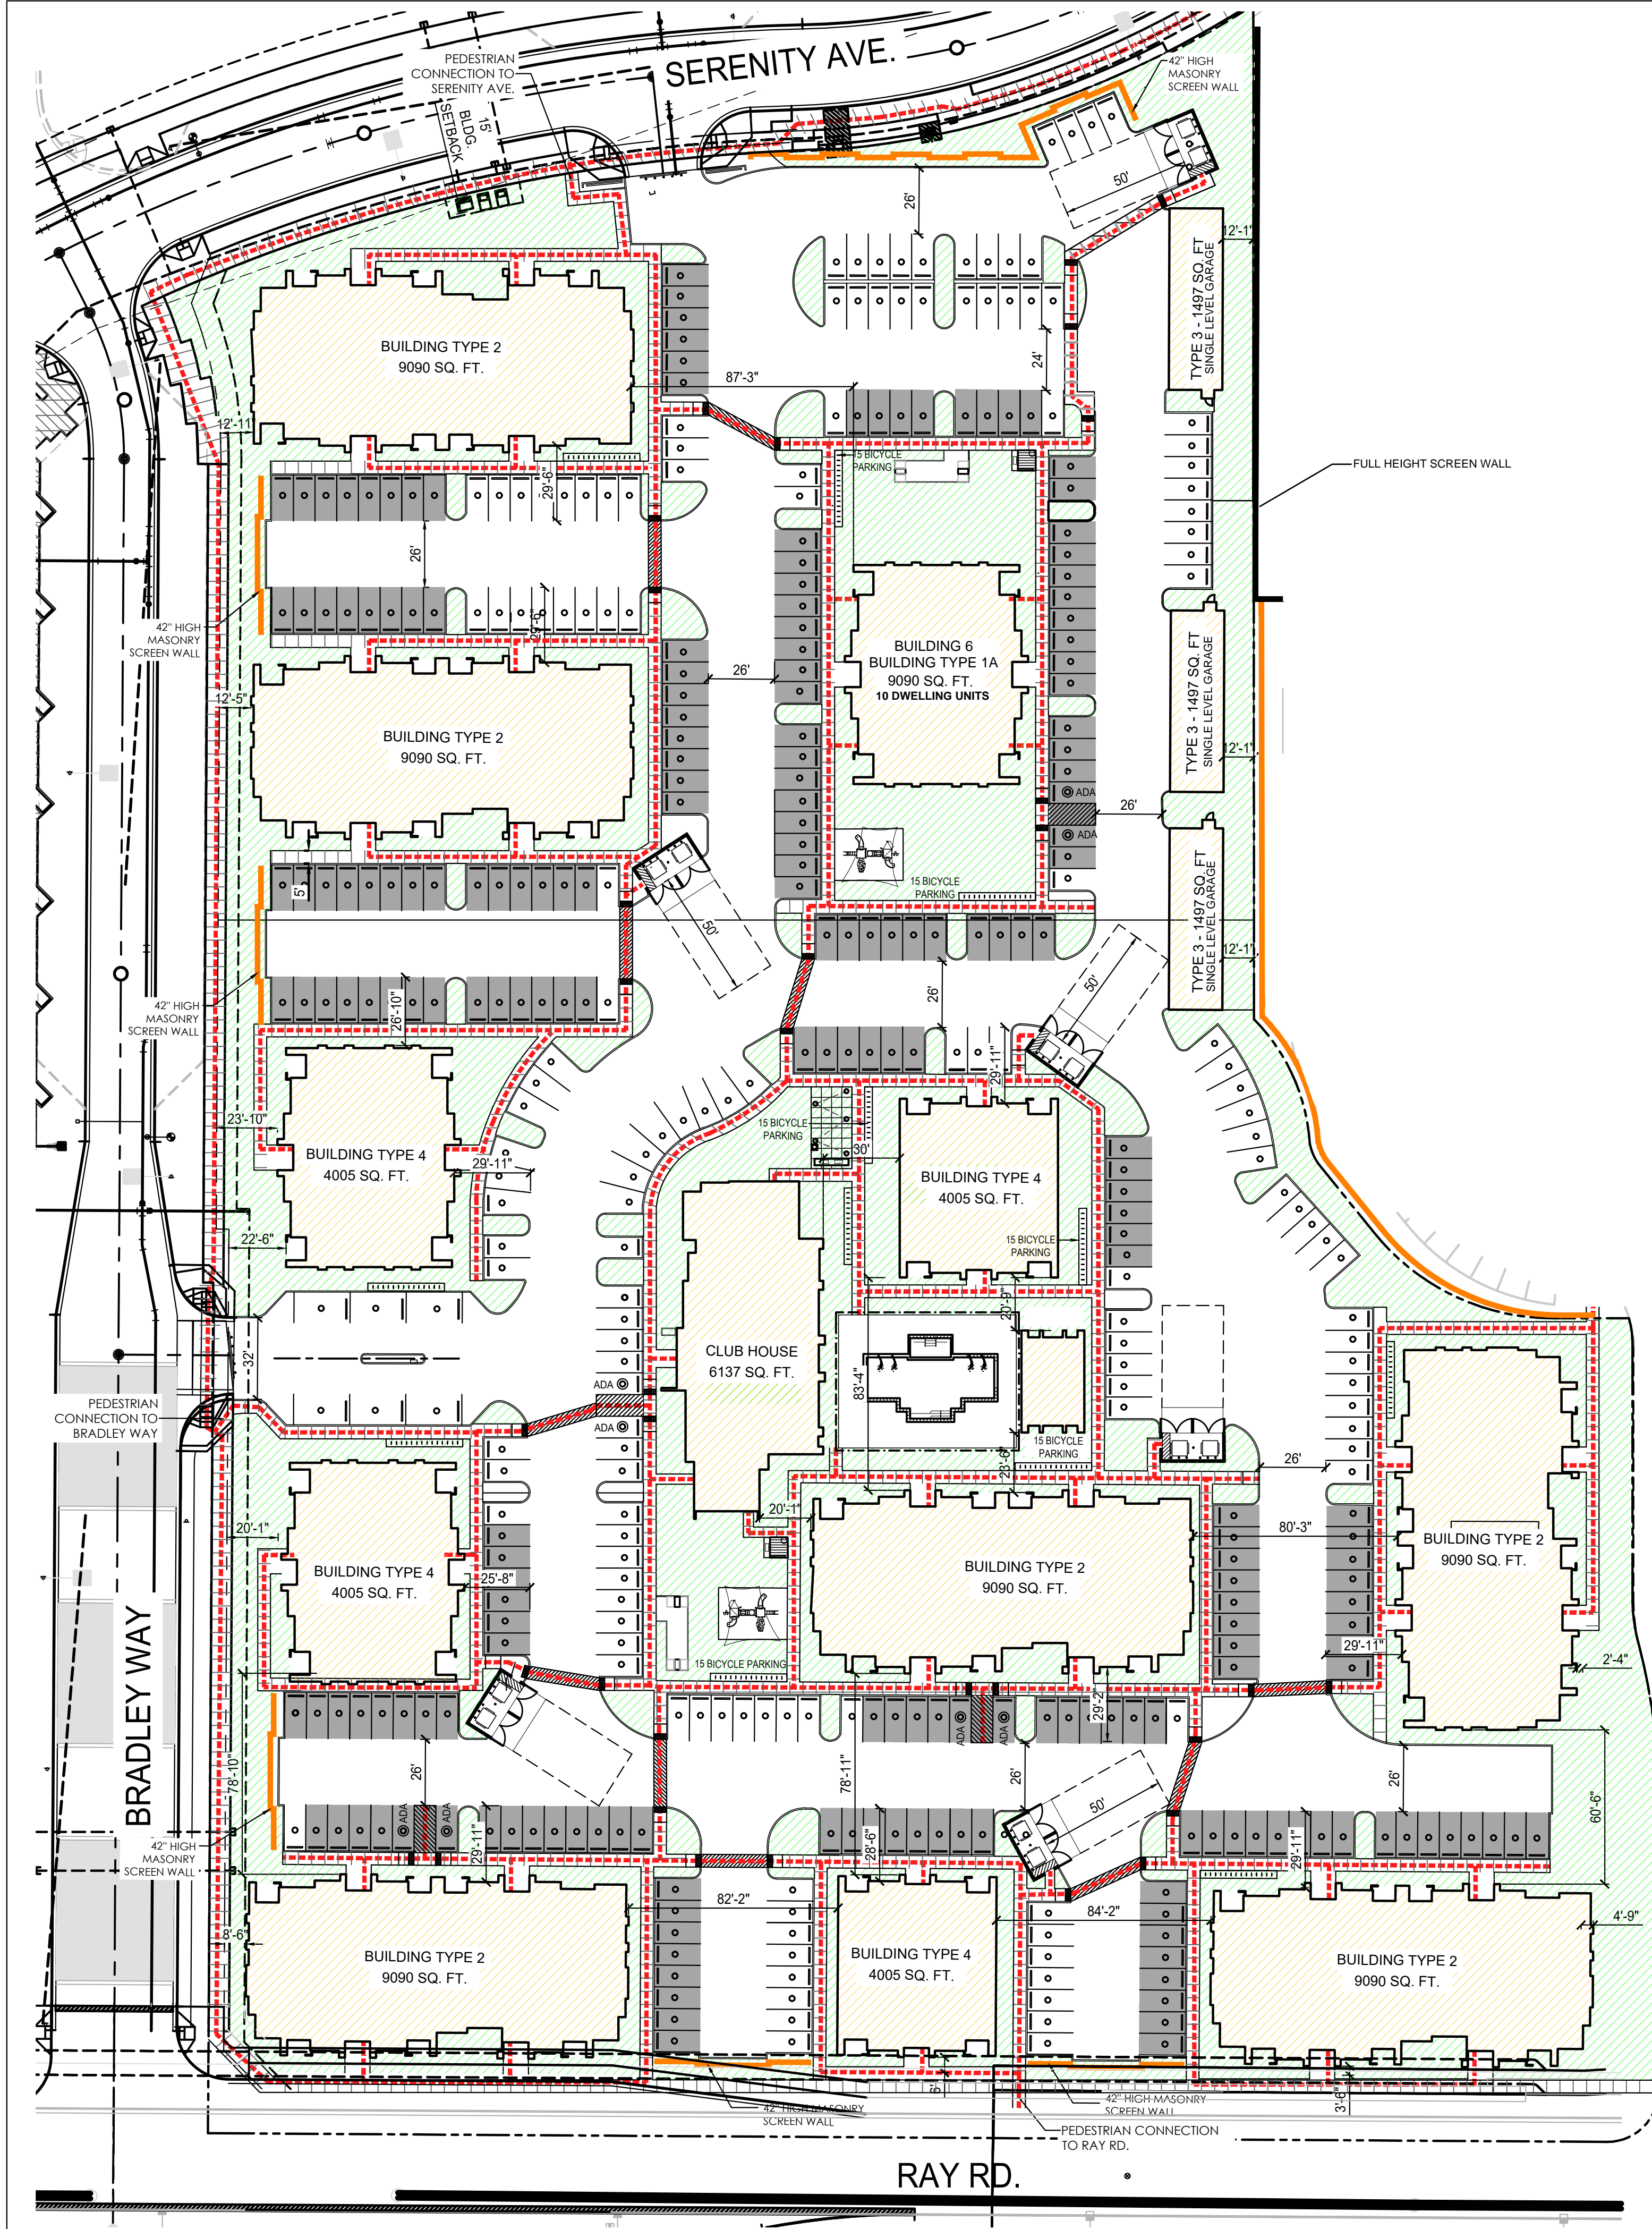 SERENITY AVE.
PEDESTRIAN
CONNECTION TO
SERENITY AVE.
15'
BLDG.
SETBACK
42" HIGH
MASONRY
SCREEN WALL
50'
26'
12'-1"
TYPE 3 - 1497 SQ. FT
SINGLE LEVEL GARAGE
BUILDING TYPE 2
9090 SQ. FT.
87'-3"
24'
12'-11"
29'-6"
15 BICYCLE
PARKING
FULL HEIGHT SCREEN WALL
26'
29'-6"
42" HIGH
MASONRY
SCREEN WALL
26'
BUILDING 6
BUILDING TYPE 1A
9090 SQ. FT.
10 DWELLING UNITS
TYPE 3 - 1497 SQ. FT
SINGLE LEVEL GARAGE
12'-5"
BUILDING TYPE 2
9090 SQ. FT.
12'-1"
ADA
26'
ADA
5'
15 BICYCLE
PARKING
50'
TYPE 3 - 1497 SQ. FT
SINGLE LEVEL GARAGE
12'-1"
26'-10"
26'
50'
42" HIGH
MASONRY
SCREEN WALL
29'-11"
23'-10"
15 BICYCLE
PARKING
30'
BUILDING TYPE 4
4005 SQ. FT.
29'-11"
BUILDING TYPE 4
4005 SQ. FT.
22'-6"
15 BICYCLE
PARKING
20'-9"
32'
CLUB HOUSE
6137 SQ. FT.
83'-4"
ADA
ADA
PEDESTRIAN
CONNECTION TO
BRADLEY WAY
15 BICYCLE
PARKING
23'-6"
26'
20'-1"
20'-1"
80'-3"
BUILDING TYPE 2
9090 SQ. FT.
BUILDING TYPE 4
4005 SQ. FT.
25'-8"
BUILDING TYPE 2
9090 SQ. FT.
29'-11"
2'-4"
15 BICYCLE PARKING
BRADLEY WAY
29'-2"
ADA
ADA
78'-10"
26'
78'-11"
26'
26'
50'
60'-6"
ADA
ADA
29'-11"
28'-6"
29'-11"
42" HIGH
MASONRY
SCREEN WALL
82'-2"
84'-2"
4'-9"
8'-6"
BUILDING TYPE 2
9090 SQ. FT.
BUILDING TYPE 4
4005 SQ. FT.
BUILDING TYPE 2
9090 SQ. FT.
6'
3'-6"
42" HIGH MASONRY
SCREEN WALL
42" HIGH MASONRY
SCREEN WALL
PEDESTRIAN CONNECTION
TO RAY RD.
RAY RD.